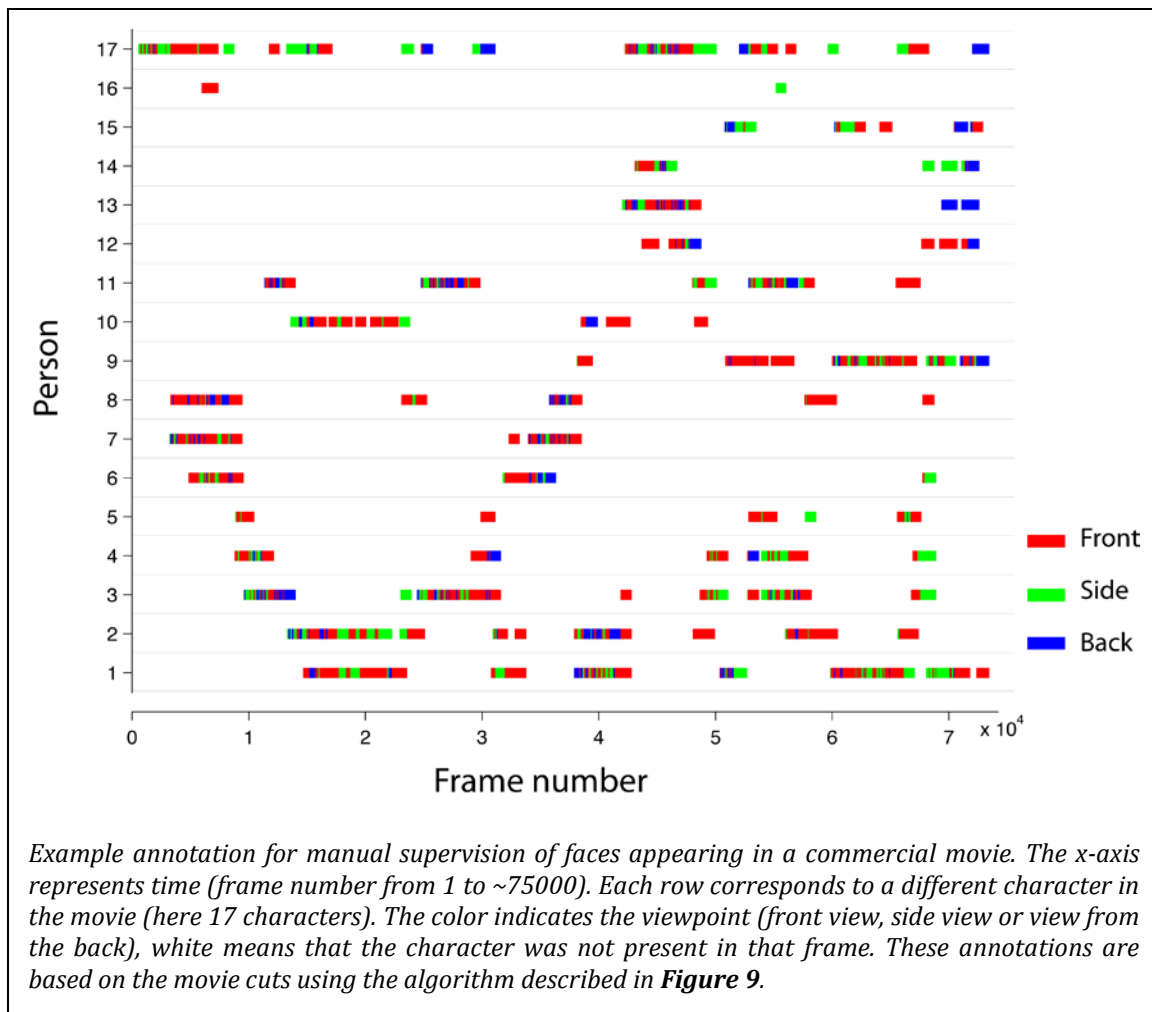 17
16
15
14
13
12
11
10
9
8
7
6
5
4
3
2
1
Person
Front
Side
Back
0 1 2 3 4 5 6 7 x 10⁴
Frame number
Example annotation for manual supervision of faces appearing in a commercial movie. The x-axis
represents time (frame number from 1 to ~75000). Each row corresponds to a different character in
the movie (here 17 characters). The color indicates the viewpoint (front view, side view or view from
the back), white means that the character was not present in that frame. These annotations are
based on the movie cuts using the algorithm described in Figure 9.